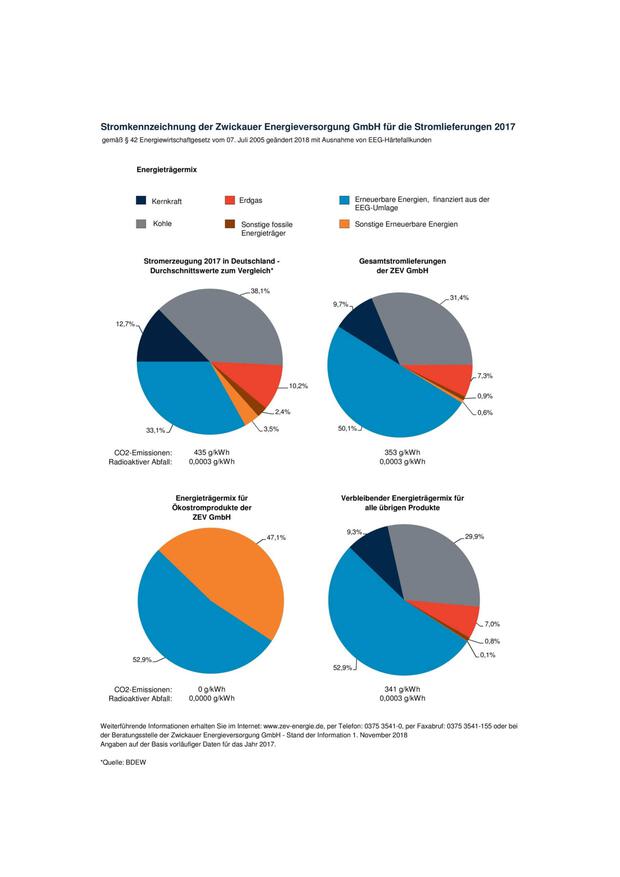 Stromkennzeichnung der Zwickauer Energieversorgung GmbH für die Stromlieferungen 2017
gemäß § 42 Energiewirtschaftgesetz vom 07. Juli 2005 geändert 2018 mit Ausnahme von EEG-Härtefallkunden
Energieträgermix
Kernkraft
Erdgas
Erneuerbare Energien, finanziert aus der
EEG-Umlage
Kohle
Sonstige fossile
Energieträger
Sonstige Erneuerbare Energien
Stromerzeugung 2017 in Deutschland -
Durchschnittswerte zum Vergleich*
38,1%
12,7%
10,2%
2,4%
3,5%
33,1%
CO2-Emissionen: 435 g/kWh
Radioaktiver Abfall: 0,0003 g/kWh
Gesamtstromlieferungen
der ZEV GmbH
9,7%
31,4%
7,3%
0,9%
0,6%
50,1%
353 g/kWh
0,0003 g/kWh
Energieträgermix für
Ökostromprodukte der
ZEV GmbH
47,1%
52,9%
CO2-Emissionen: 0 g/kWh
Radioaktiver Abfall: 0,0000 g/kWh
Verbleibender Energieträgermix für
alle übrigen Produkte
9,3%
29,9%
7,0%
0,8%
0,1%
52,9%
341 g/kWh
0,0003 g/kWh
Weiterführende Informationen erhalten Sie im Internet: www.zev-energie.de, per Telefon: 0375 3541-0, per Faxabruf: 0375 3541-155 oder bei
der Beratungsstelle der Zwickauer Energieversorgung GmbH - Stand der Information 1. November 2018
Angaben auf der Basis vorläufiger Daten für das Jahr 2017.
*Quelle: BDEW